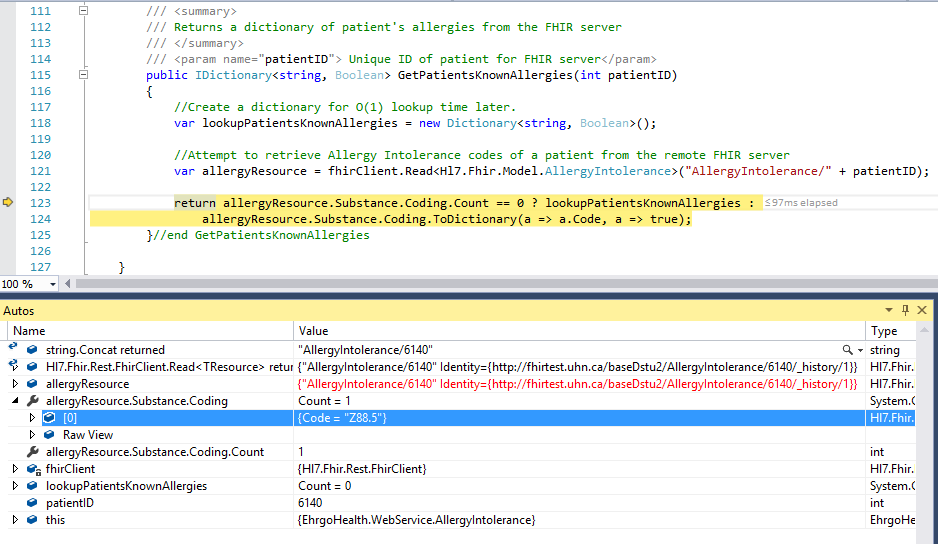 111 /// <summary>
112 /// Returns a dictionary of patient's allergies from the FHIR server
113 /// </summary>
114 /// <param name="patientID"> Unique ID of patient for FHIR server</param>
115 public IDictionary<string, Boolean> GetPatientsKnownAllergies(int patientID)
116 {
117 //Create a dictionary for O(1) lookup time later.
118 var lookupPatientsKnownAllergies = new Dictionary<string, Boolean>();
119
120 //Attempt to retrieve Allergy Intolerance codes of a patient from the remote FHIR server
121 var allergyResource = fhirClient.Read<Hl7.Fhir.Model.AllergyIntolerance>("AllergyIntolerance/" + patientID);
122
123 return allergyResource.Substance.Coding.Count == 0 ? lookupPatientsKnownAllergies : ≤97ms elapsed
124 allergyResource.Substance.Coding.ToDictionary(a => a.Code, a => true);
125 }//end GetPatientsKnownAllergies
126
127 }
100 %
Autos
Name Value Type
string.Concat returned "AllergyIntolerance/6140" string
Hl7.Fhir.Rest.FhirClient.Read<TResource> retur {"AllergyIntolerance/6140" Identity={http://fhirtest.uhn.ca/baseDstu2/AllergyIntolerance/6140/_history/1}} Hl7.Fhir.
allergyResource {"AllergyIntolerance/6140" Identity={http://fhirtest.uhn.ca/baseDstu2/AllergyIntolerance/6140/_history/1}} Hl7.Fhir.
allergyResource.Substance.Coding Count = 1 System.C
[0] {Code = "Z88.5"} Hl7.Fhir.
Raw View
allergyResource.Substance.Coding.Count 1 int
fhirClient {Hl7.Fhir.Rest.FhirClient} Hl7.Fhir.
lookupPatientsKnownAllergies Count = 0 System.C
patientID 6140 int
this {EhrgoHealth.WebService.AllergyIntolerance} EhrgoHe